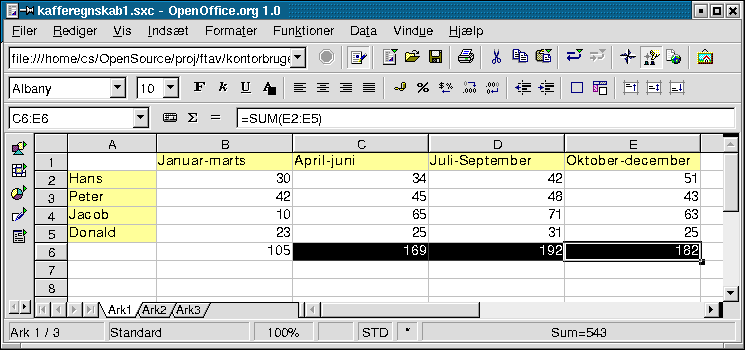 kafferegnskab1.sxc - OpenOffice.org 1.0
Filer Rediger Vis Indsæt Formater Funktioner Data Vindue Hjælp
file:///home/cs/OpenSource/proj/ftaw/kontorbruge
Albany 10 F k U A
C6:E6 Σ = =SUM(E2:E5)
A B C D E
1 Januar-marts April-juni Juli-September Oktober-december
2 Hans 30 34 42 51
3 Peter 42 45 48 43
4 Jacob 10 65 71 63
5 Donald 23 25 31 25
6 105 169 192 182
7
8
Ark1 Ark2 Ark3
Ark 1 / 3 Standard 100% STD * Sum=543